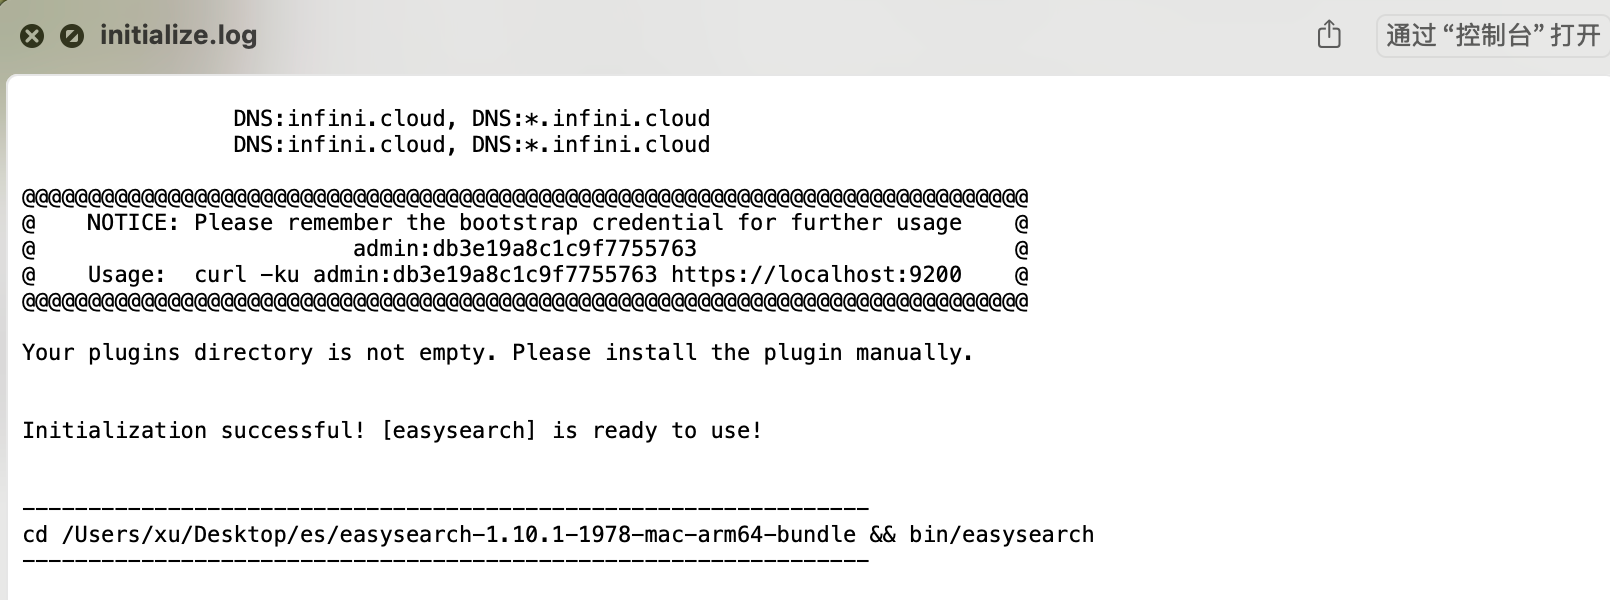 initialize.log
通过“控制台”打开
DNS:infini.cloud, DNS:*.infini.cloud
DNS:infini.cloud, DNS:*.infini.cloud
@@@@@@@@@@@@@@@@@@@@@@@@@@@@@@@@@@@@@@@@@@@@@@@@@@@@@@@@@@@@@@@@@@@@@@@@@@@@
@    NOTICE: Please remember the bootstrap credential for further usage    @
@                        admin:db3e19a8c1c9f7755763                        @
@    Usage:  curl -ku admin:db3e19a8c1c9f7755763 https://localhost:9200    @
@@@@@@@@@@@@@@@@@@@@@@@@@@@@@@@@@@@@@@@@@@@@@@@@@@@@@@@@@@@@@@@@@@@@@@@@@@@@
Your plugins directory is not empty. Please install the plugin manually.
Initialization successful! [easysearch] is ready to use!
----------------------------------------------------------------
cd /Users/xu/Desktop/es/easysearch-1.10.1-1978-mac-arm64-bundle && bin/easysearch
----------------------------------------------------------------